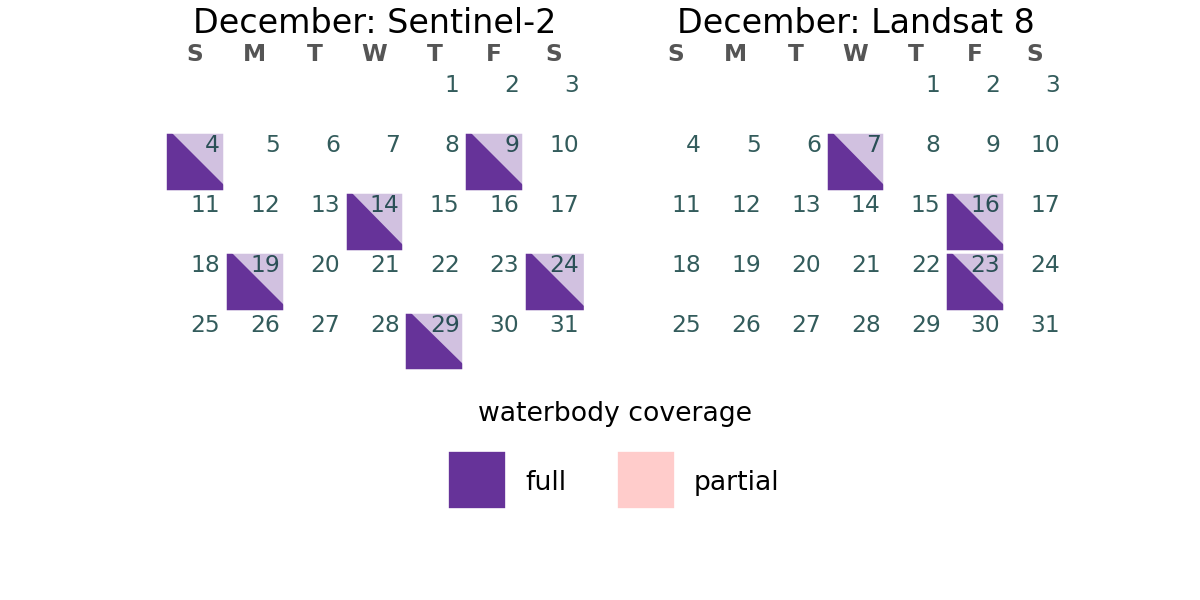 December: Sentinel-2
S M T W T F S
1 2 3
4 5 6 7 8 9 10
11 12 13 14 15 16 17
18 19 20 21 22 23 24
25 26 27 28 29 30 31
December: Landsat 8
S M T W T F S
1 2 3
4 5 6 7 8 9 10
11 12 13 14 15 16 17
18 19 20 21 22 23 24
25 26 27 28 29 30 31
waterbody coverage
full partial